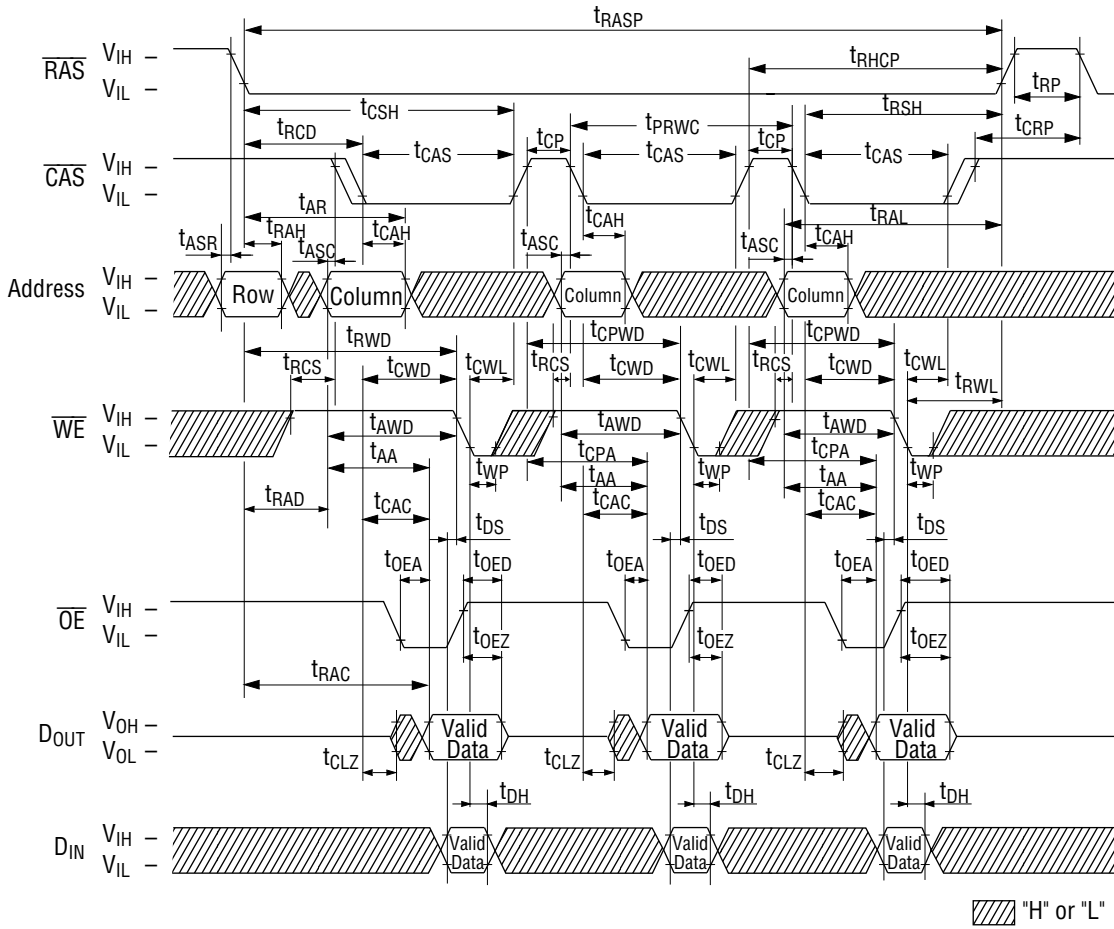 tRASP
RAS VIH
VIL
tRHCP
tRP
tCSH
tRSH
tRCD
tCP
tPRWC
tCP
tCRP
CAS VIH
VIL
tCAS
tCAS
tCAS
tAR
tRAL
tASR
tRAH
tASC
tCAH
tASC
tCAH
tASC
tCAH
Address VIH
VIL
Row
Column
Column
Column
tRWD
tCPWD
tCPWD
tRCS
tCWD
tCWL
tRCS
tCWD
tCWL
tRCS
tCWD
tCWL
tRWL
WE VIH
VIL
tAWD
tAWD
tAWD
tAA
tWP
tCPA
tWP
tCPA
tWP
tAA
tAA
tRAD
tCAC
tCAC
tCAC
tDS
tDS
tDS
tOEA
tOED
tOEA
tOED
tOEA
tOED
OE VIH
VIL
tOEZ
tOEZ
tOEZ
tRAC
DOUT VOH
VOL
Valid
Data
Valid
Data
Valid
Data
tCLZ
tCLZ
tCLZ
tDH
tDH
tDH
DIN VIH
VIL
Valid
Data
Valid
Data
Valid
Data
"H" or "L"